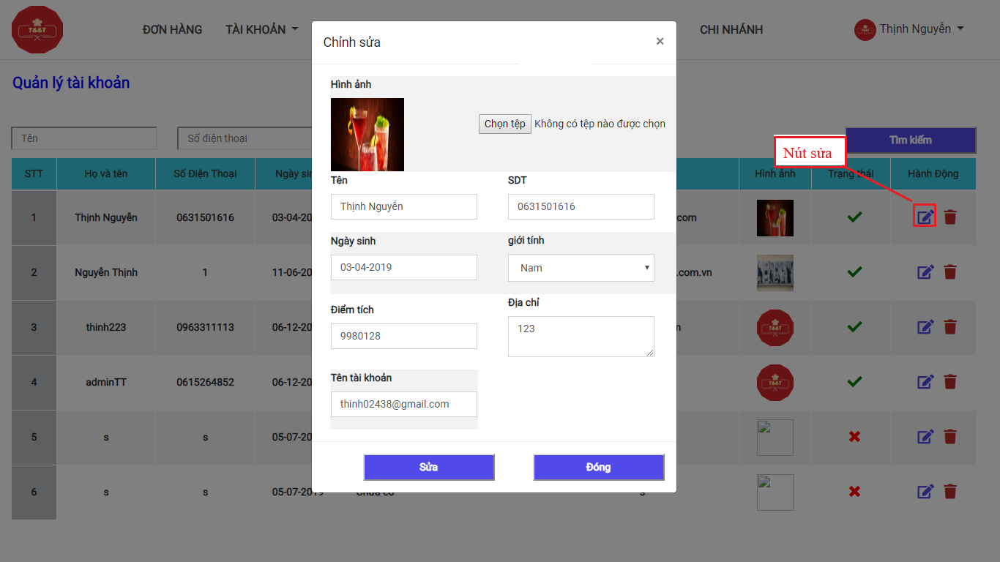 T&&T
ĐƠN HÀNG TÀI KHOẢN CHI NHÁNH Thịnh Nguyễn
Chỉnh sửa ×
Quản lý tài khoản
Hình ảnh
Chọn tệp Không có tệp nào được chọn
Tên Số điện thoại Tìm kiếm
Nút sửa
STT Họ và tên Số Điện Thoại Ngày sin Hình ảnh Trạng thái Hành Động
Tên SDT
Thịnh Nguyễn 0631501616
1 Thịnh Nguyễn 0631501616 03-04-20 com
Ngày sinh giới tính
03-04-2019 Nam
2 Nguyễn Thịnh 1 11-06-20 .com.vn
Điểm tích Địa chỉ
9980128 123
3 thinh223 0963311113 06-12-20
Tên tài khoản
thinh02438@gmail.com
4 adminTT 0615264852 06-12-20
T&&T
T&&T
5 s s 05-07-20
Sửa Đóng
6 s s 05-07-2019 Chưa có s